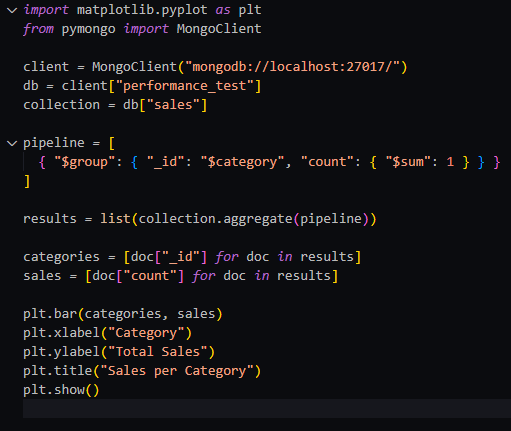 import matplotlib.pyplot as plt
from pymongo import MongoClient
client = MongoClient("mongodb://localhost:27017/")
db = client["performance_test"]
collection = db["sales"]
pipeline = [
{ "$group": { "_id": "$category", "count": { "$sum": 1 } } }
]
results = list(collection.aggregate(pipeline))
categories = [doc["_id"] for doc in results]
sales = [doc["count"] for doc in results]
plt.bar(categories, sales)
plt.xlabel("Category")
plt.ylabel("Total Sales")
plt.title("Sales per Category")
plt.show()